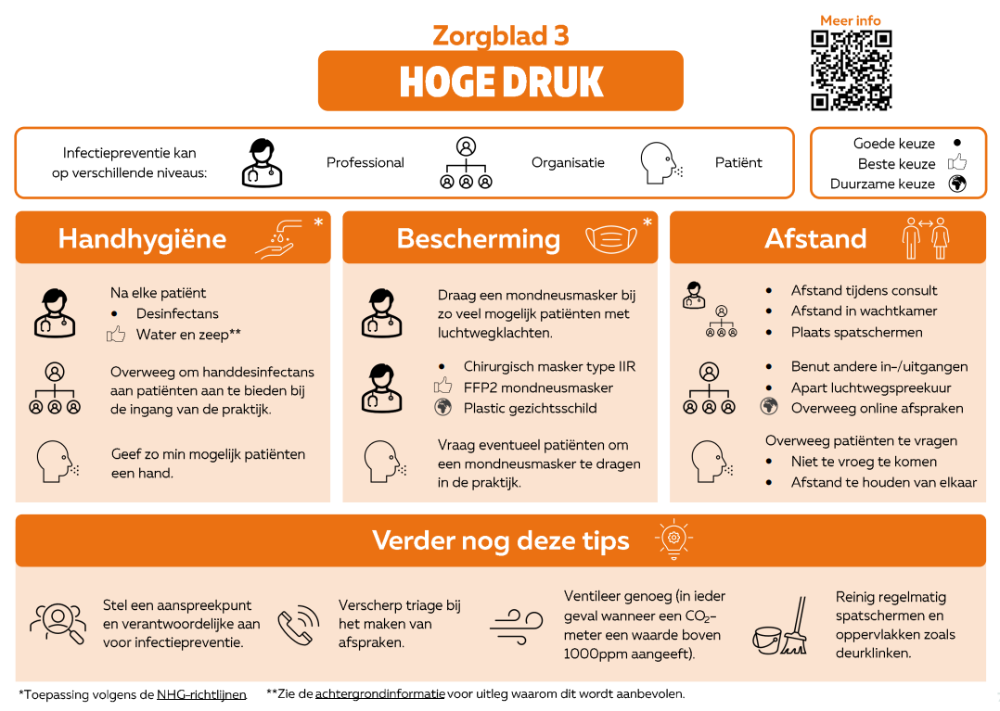 Meer info
Zorgblad 3
HOGE DRUK
Infectiepreventie kan
op verschillende niveaus:
Professional
Organisatie
Patiënt
Goede keuze
Beste keuze
Duurzame keuze
Handhygiëne *
Na elke patiënt
• Desinfectans
Water en zeep**
Overweeg om handdesinfectans
aan patiënten aan te bieden bij
de ingang van de praktijk.
Geef zo min mogelijk patiënten
een hand.
Bescherming *
Draag een mondneusmasker bij
zo veel mogelijk patiënten met
luchtwegklachten.
• Chirurgisch masker type IIR
FFP2 mondneusmasker
Plastic gezichtsschild
Vraag eventueel patiënten om
een mondneusmasker te dragen
in de praktijk.
Afstand
• Afstand tijdens consult
• Afstand in wachtkamer
• Plaats spatschermen
• Benut andere in-/uitgangen
• Apart luchtwegspreekuur
Overweeg online afspraken
Overweeg patiënten te vragen
• Niet te vroeg te komen
• Afstand te houden van elkaar
Verder nog deze tips
Stel een aanspreekpunt
en verantwoordelijke aan
voor infectiepreventie.
Verscherp triage bij
het maken van
afspraken.
Ventileer genoeg (in ieder
geval wanneer een CO₂-
meter een waarde boven
1000ppm aangeeft).
Reinig regelmatig
spatschermen en
oppervlakken zoals
deurklinken.
*Toepassing volgens de NHG-richtlijnen
**Zie de achtergrondinformatie voor uitleg waarom dit wordt aanbevolen.